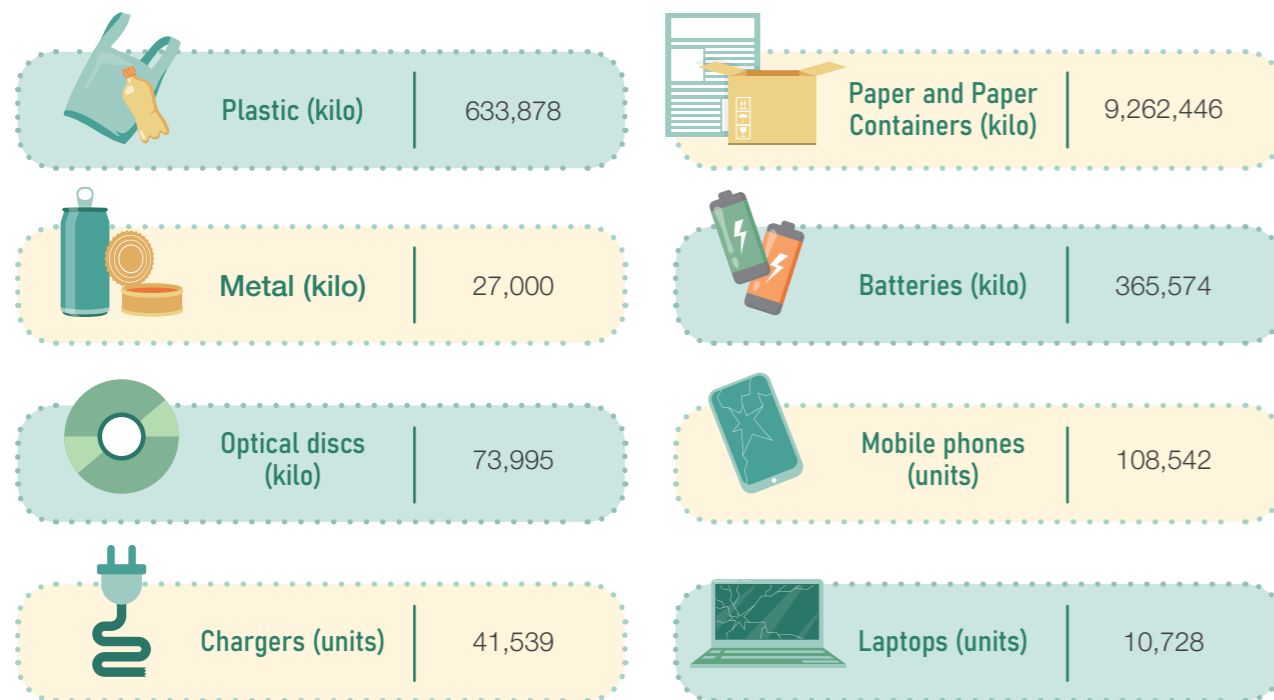 Plastic (kilo)
633,878
Paper and Paper
Containers (kilo)
9,262,446
Metal (kilo)
27,000
Batteries (kilo)
365,574
Optical discs
(kilo)
73,995
Mobile phones
(units)
108,542
Chargers (units)
41,539
Laptops (units)
10,728